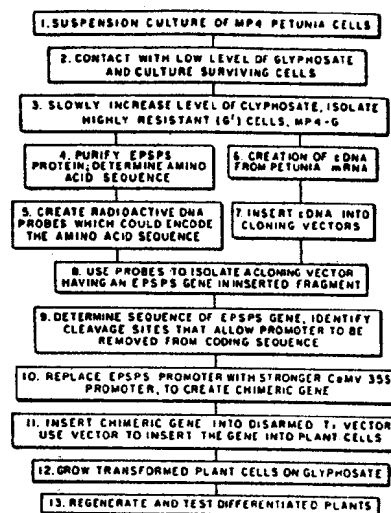 1. SUSPENSION CULTURE OF MP4 PETUNIA CELLS
2. CONTACT WITH LOW LEVEL OF GLYPHOSATE
AND CULTURE SURVIVING CELLS
3. SLOWLY INCREASE LEVEL OF GLYPHOSATE, ISOLATE
HIGHLY RESISTANT (Gr) CELLS, MP4-G
4. PURIFY EPSPS
PROTEIN; DETERMINE AMINO
ACID SEQUENCE
6. CREATION OF cDNA
FROM PETUNIA mRNA
5. CREATE RADIOACTIVE DNA
PROBES WHICH COULD ENCODE
THE AMINO ACID SEQUENCE
7. INSERT cDNA INTO
CLONING VECTORS
8. USE PROBES TO ISOLATE A CLONING VECTOR
HAVING AN EPSPS GENE IN INSERTED FRAGMENT
9. DETERMINE SEQUENCE OF EPSPS GENE, IDENTIFY
CLEAVAGE SITES THAT ALLOW PROMOTER TO BE
REMOVED FROM CODING SEQUENCE
10. REPLACE EPSPS PROMOTER WITH STRONGER CaMV 35S
PROMOTER, TO CREATE CHIMERIC GENE
11. INSERT CHIMERIC GENE INTO DISARMED Ti VECTOR
USE VECTOR TO INSERT THE GENE INTO PLANT CELLS
12. GROW TRANSFORMED PLANT CELLS ON GLYPHOSATE
13. REGENERATE AND TEST DIFFERENTIATED PLANTS